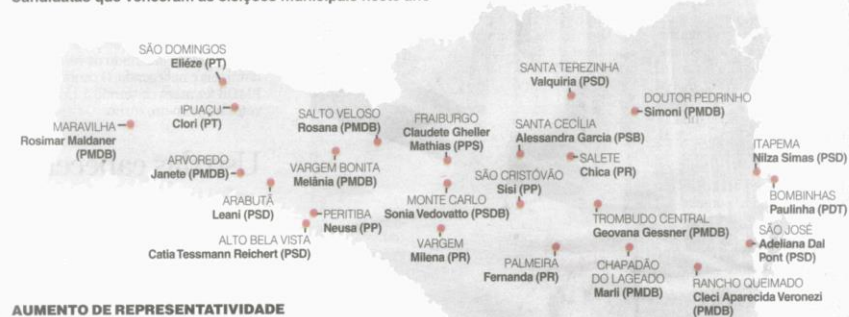 SÃO DOMINGOS
Eliéze (PT)
IPUAÇU
Clori (PT)
MARAVILHA
Rosimar Maldaner
(PMDB)
ARVOREDO
Janete (PMDB)
ARABUTÃ
Leani (PSD)
ALTO BELA VISTA
Catia Tessmann Reichert (PSD)
PERITIBA
Neusa (PP)
SALTO VELOSO
Rosana (PMDB)
VARGEM BONITA
Melânia (PMDB)
FRAIBURGO
Claudete Gheller
Mathias (PPS)
MONTE CARLO
Sonia Vedovatto (PSDB)
VARGEM
Milena (PR)
SANTA TEREZINHA
Valquiria (PSD)
DOUTOR PEDRINHO
Simoni (PMDB)
SANTA CECÍLIA
Alessandra Garcia (PSB)
SALETE
Chica (PR)
SÃO CRISTÓVÃO
Sisi (PP)
TROMBUDO CENTRAL
Geovana Gessner (PMDB)
PALMEIRA
Fernanda (PR)
CHAPADÃO
DO LAGEADO
Marli (PMDB)
ITAPEMA
Nilza Simas (PSD)
BOMBINHAS
Paulinha (PDT)
SÃO JOSÉ
Adeliana Dal
Pont (PSD)
RANCHO QUEIMADO
Cleci Aparecida Veronezi
(PMDB)
AUMENTO DE REPRESENTATIVIDADE